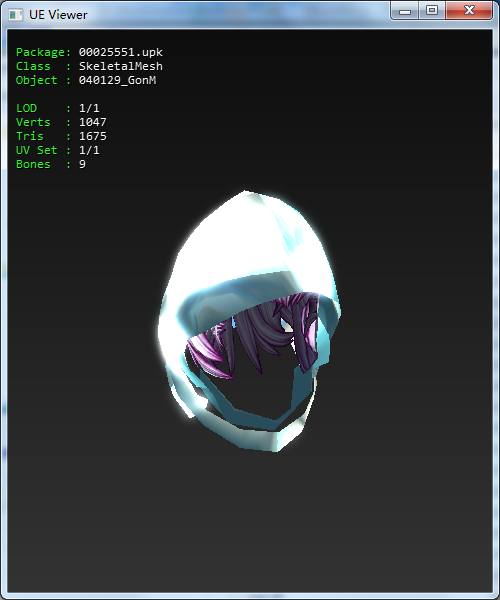 UE Viewer
Package: 00025551.upk
Class  : SkeletalMesh
Object : 040129_GonM
LOD    : 1/1
Verts  : 1047
Tris   : 1675
UV Set : 1/1
Bones  : 9